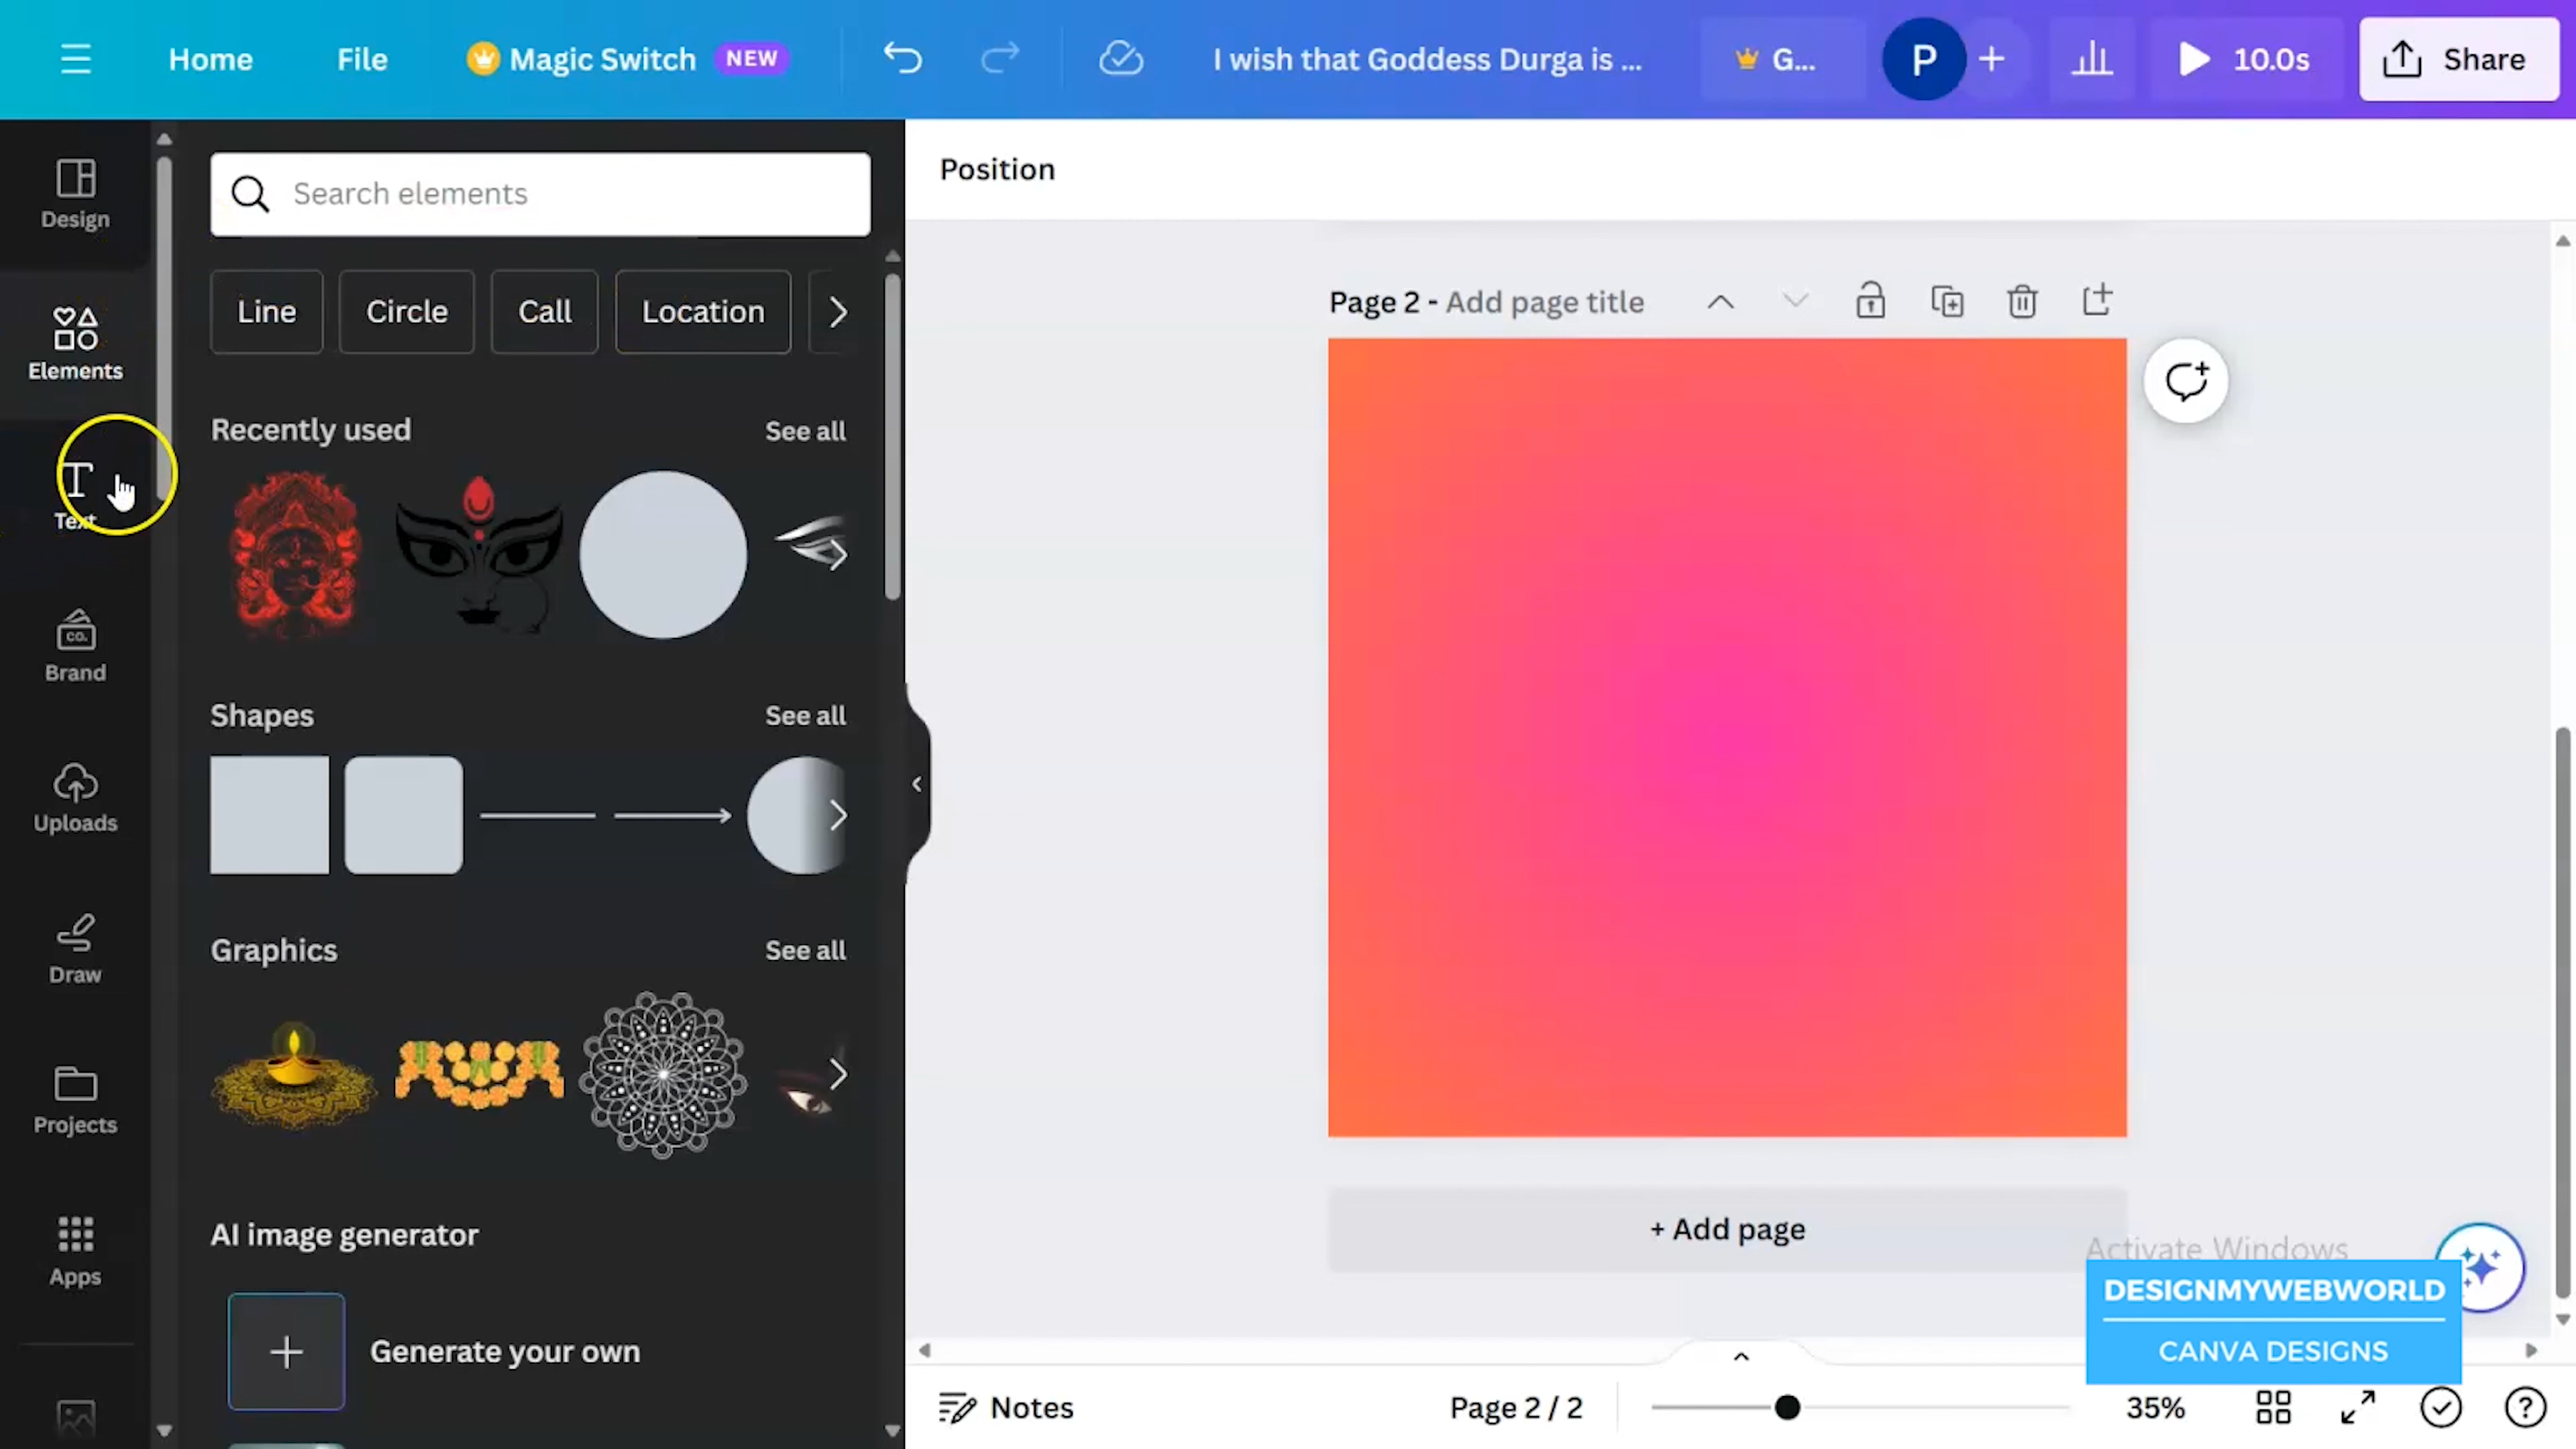 Home
File
Magic Switch
NEW
I wish that Goddess Durga is ...
G...
P
10.0s
Share
Design
Elements
Text
Brand
CO.
Uploads
Draw
Projects
Apps
Search elements
Line
Circle
Call
Location
Recently used
See all
Shapes
See all
Graphics
See all
AI image generator
Generate your own
Position
Page 2 - Add page title
+ Add page
Activate Windows
DESIGNMYWEBWORLD
CANVA DESIGNS
Notes
Page 2 / 2
35%